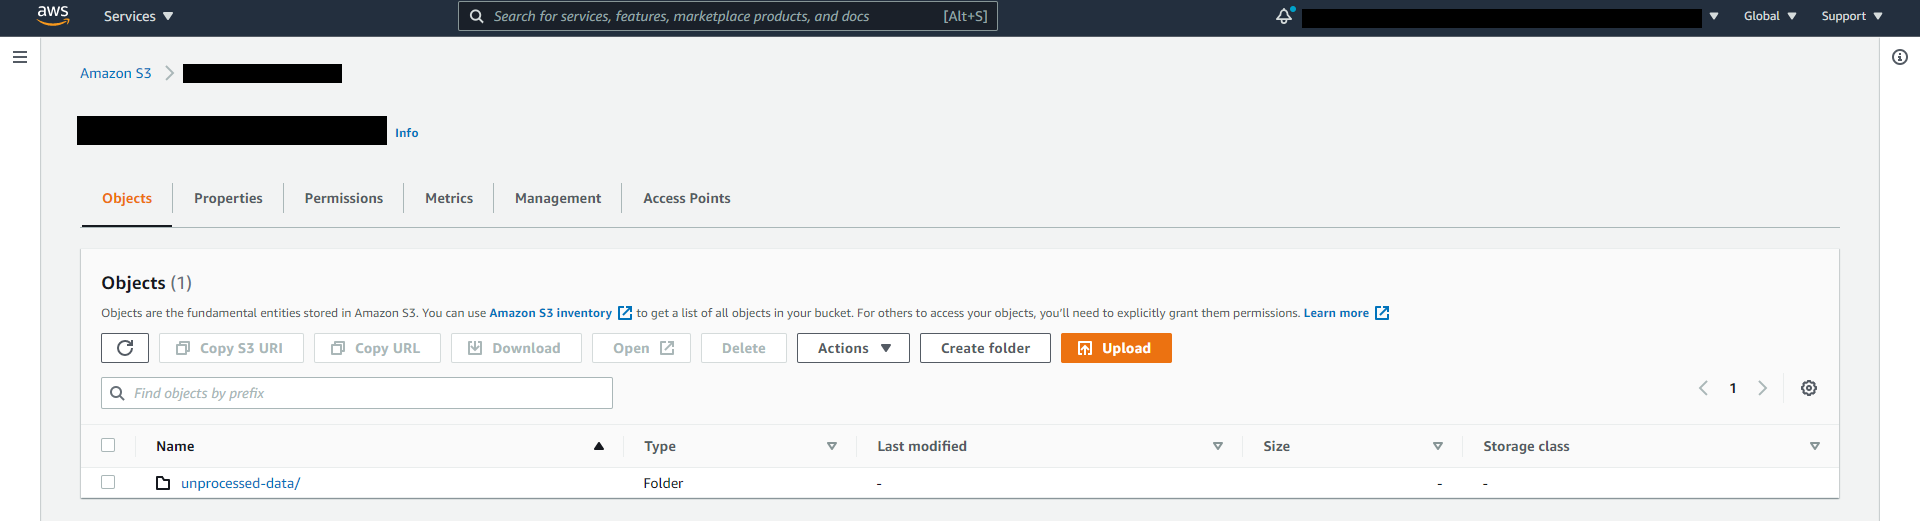 aws Services Search for services, features, marketplace products, and docs [Alt+S] Global Support
Amazon S3
Info
Objects Properties Permissions Metrics Management Access Points
Objects (1)
Objects are the fundamental entities stored in Amazon S3. You can use Amazon S3 inventory to get a list of all objects in your bucket. For others to access your objects, you'll need to explicitly grant them permissions. Learn more
Copy S3 URI Copy URL Download Open Delete Actions Create folder Upload
Find objects by prefix 1
Name Type Last modified Size Storage class
unprocessed-data/ Folder - - -